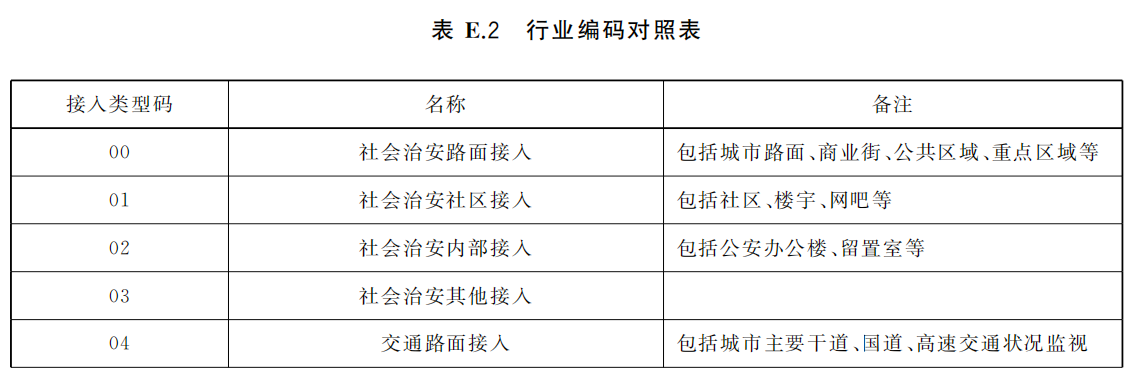 表 E.2 行业编码对照表
接入类型码 名称 备注
00 社会治安路面接入 包括城市路面、商业街、公共区域、重点区域等
01 社会治安社区接入 包括社区、楼宇、网吧等
02 社会治安内部接入 包括公安办公楼、留置室等
03 社会治安其他接入
04 交通路面接入 包括城市主要干道、国道、高速交通状况监视